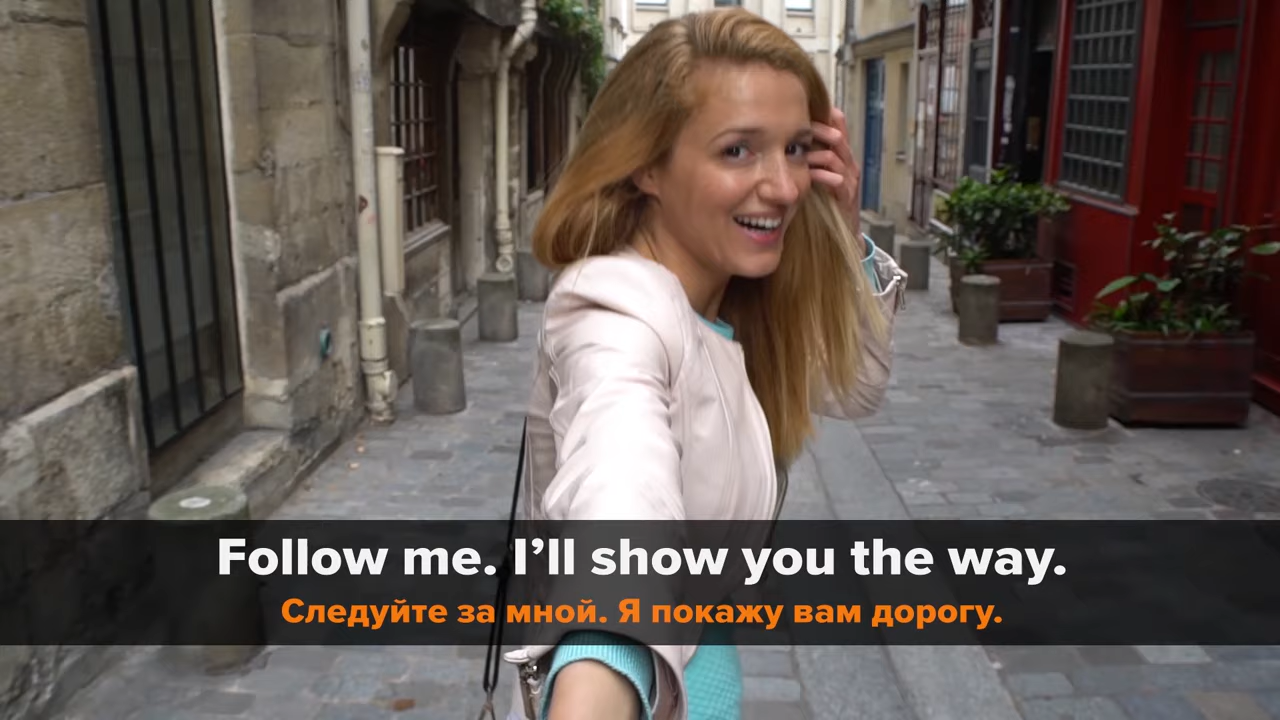 Follow me. I’ll show you the way.
Следуйте за мной. Я покажу вам дорогу.